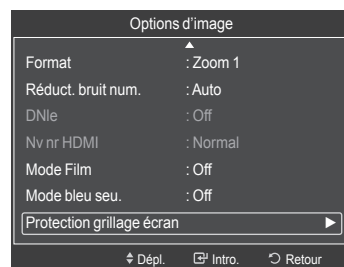 Options d'image
Format : Zoom 1
Réduct. bruit num. : Auto
DNIe : Off
Nv nr HDMI : Normal
Mode Film : Off
Mode bleu seu. : Off
Protection grillage écran
Dépl. Intro. Retour